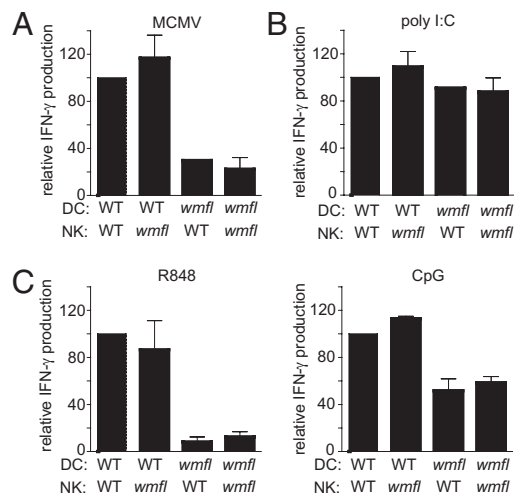 A
MCMV
relative IFN-γ production
120
80
40
0
DC: WT WT wmfl wmfl
NK: WT wmfl WT wmfl
B
poly I:C
relative IFN-γ production
120
80
40
0
DC: WT WT wmfl wmfl
NK: WT wmfl WT wmfl
C
R848
relative IFN-γ production
120
80
40
0
DC: WT WT wmfl wmfl
NK: WT wmfl WT wmfl
CpG
relative IFN-γ production
120
80
40
0
DC: WT WT wmfl wmfl
NK: WT wmfl WT wmfl